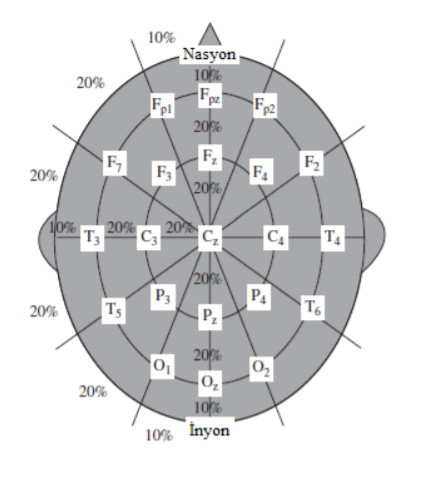 10%
Nasyon
20% 10%
Fp1 Fpz Fp2
20%
F7 F3 Fz F4 F2
20% 20%
10% T3 20% C3 20% Cz C4 T4
20%
T5 P3 Pz P4 T6
20%
O1 20% O2
20% Oz
10%
10% İnyon